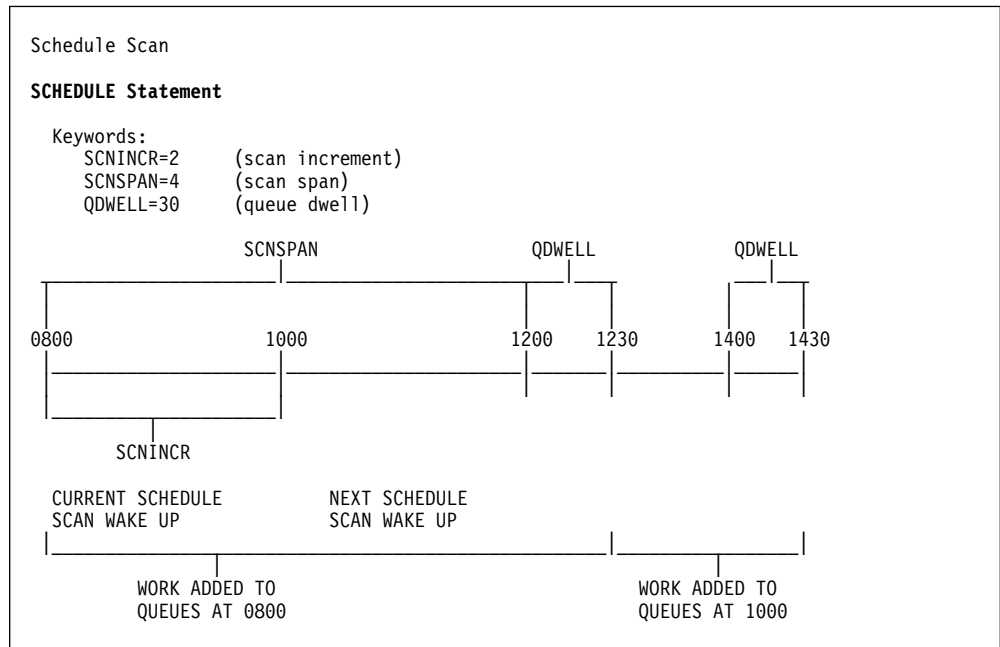 Schedule Scan
SCHEDULE Statement
Keywords:
SCNINCR=2 (scan increment)
SCNSPAN=4 (scan span)
QDWELL=30 (queue dwell)
SCNSPAN QDWELL QDWELL
0800 1000 1200 1230 1400 1430
SCNINCR
CURRENT SCHEDULE NEXT SCHEDULE
SCAN WAKE UP SCAN WAKE UP
WORK ADDED TO WORK ADDED TO
QUEUES AT 0800 QUEUES AT 1000